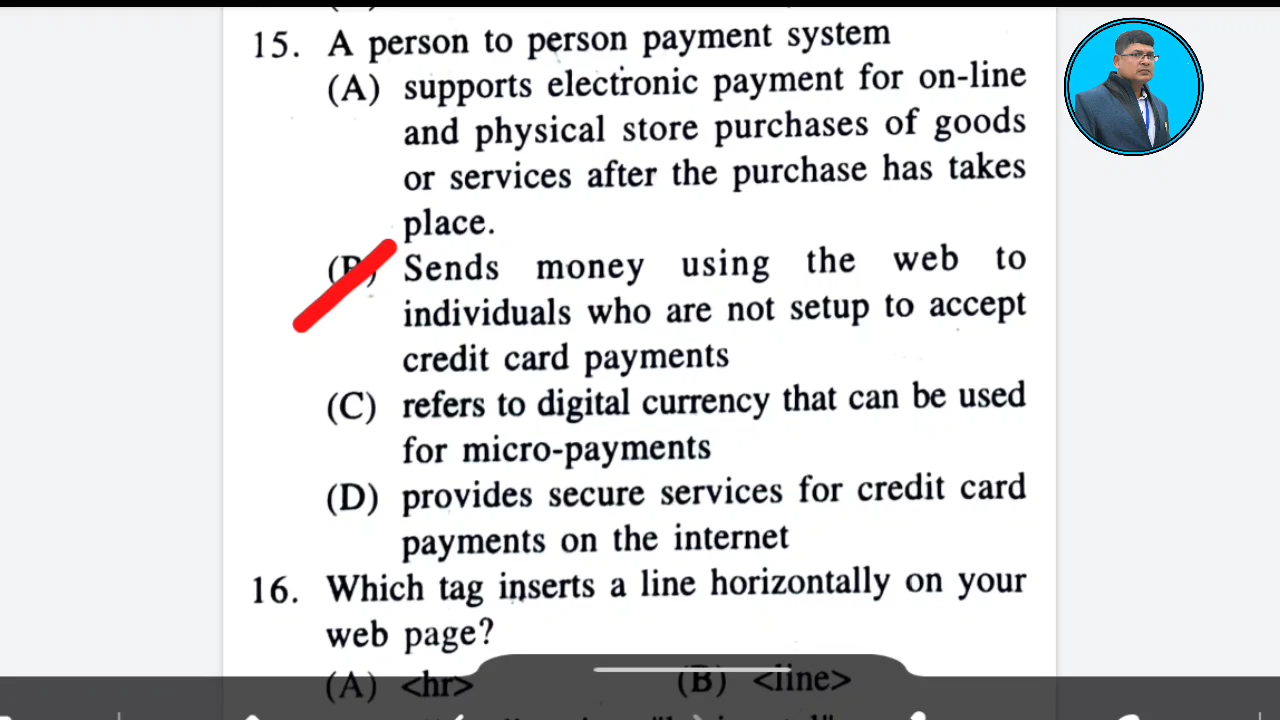 15. A person to person payment system
(A) supports electronic payment for on-line
and physical store purchases of goods
or services after the purchase has takes
place.
(B) Sends money using the web to
individuals who are not setup to accept
credit card payments
(C) refers to digital currency that can be used
for micro-payments
(D) provides secure services for credit card
payments on the internet
16. Which tag inserts a line horizontally on your
web page?
(A) <hr> (B) <line>